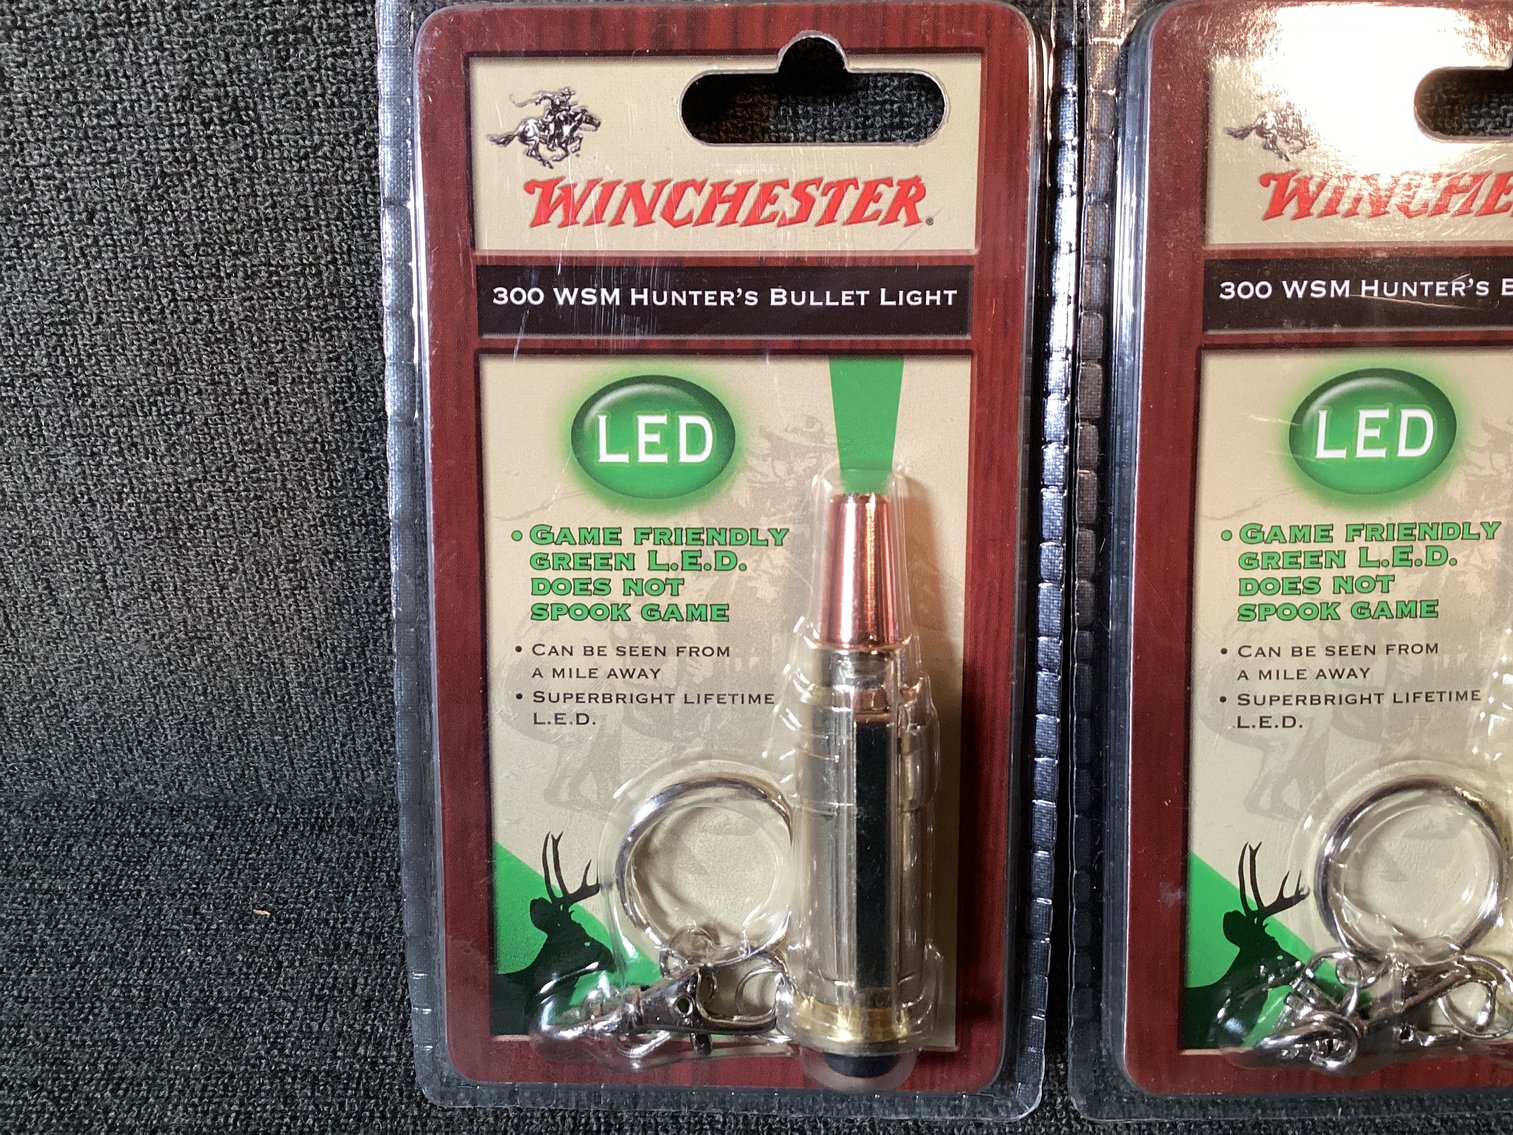 WINCHESTER.
300 WSM HUNTER'S BULLET LIGHT
LED
• GAME FRIENDLY
GREEN L.E.D.
DOES NOT
SPOOK GAME
• CAN BE SEEN FROM
A MILE AWAY
• SUPERBRIGHT LIFETIME
L.E.D.
WINCHE
300 WSM HUNTER'S B
LED
• GAME FRIENDLY
GREEN L.E.D.
DOES NOT
SPOOK GAME
• CAN BE SEEN FROM
A MILE AWAY
• SUPERBRIGHT LIFETIME
L.E.D.